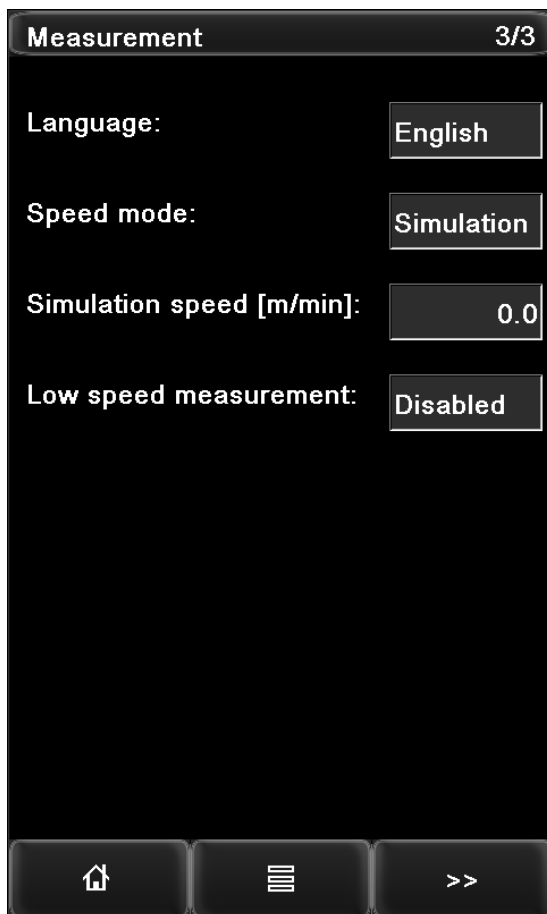 Measurement 3/3
Language: English
Speed mode: Simulation
Simulation speed [m/min]: 0.0
Low speed measurement: Disabled
>>